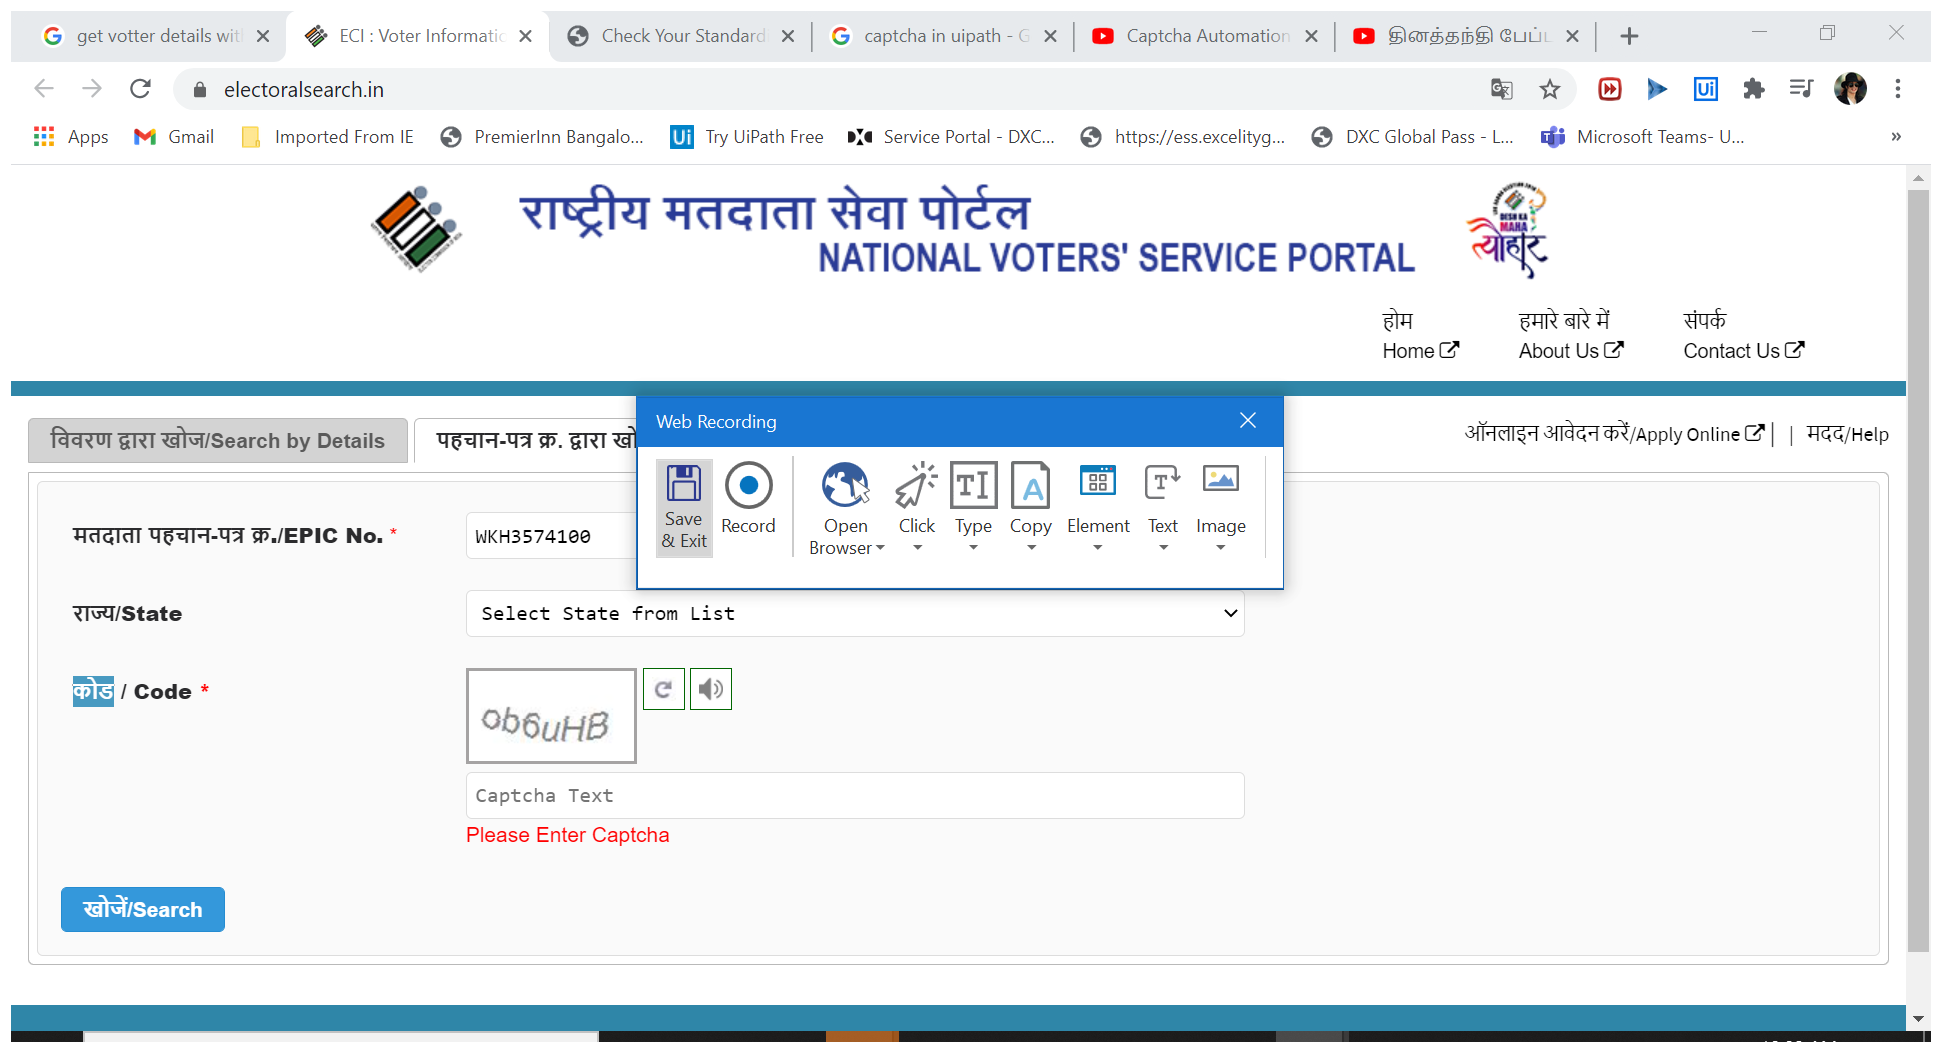 get votter details wit
ECI : Voter Informatic
Check Your Standard
captcha in uipath - G
Captcha Automation
தினத்தந்தி பேப்ப
electoralsearch.in
Apps
Gmail
Imported From IE
PremierInn Bangalo...
Try UiPath Free
Service Portal - DXC...
https://ess.excelityg...
DXC Global Pass - L...
Microsoft Teams- U...
»
राष्ट्रीय मतदाता सेवा पोर्टल
NATIONAL VOTERS' SERVICE PORTAL
DESH KA
MAHA
त्योहार
होम
Home
हमारे बारे में
About Us
संपर्क
Contact Us
विवरण द्वारा खोज/Search by Details
पहचान-पत्र क्र. द्वारा खो
ऑनलाइन आवेदन करें/Apply Online | | मदद/Help
Web Recording
Save
& Exit
Record
Open
Browser
Click
Type
Copy
Element
Text
Image
मतदाता पहचान-पत्र क्र./EPIC No. *
WKH3574100
राज्य/State
Select State from List
कोड / Code *
ob6uHB
Captcha Text
Please Enter Captcha
खोजें/Search